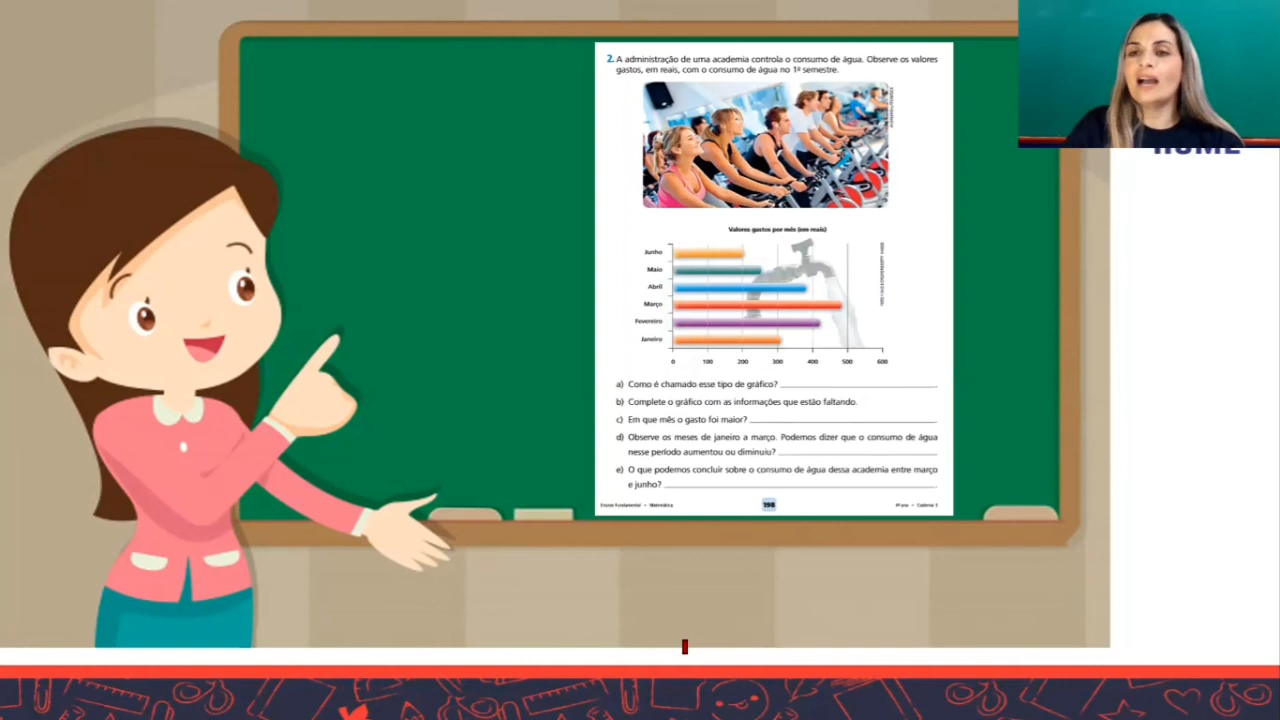 2. A administração de uma academia controla o consumo de água. Observe os valores
gastos, em reais, com o consumo de água no 1º semestre.
Valores gastos por mês (em reais)
Junho
Maio
Abril
Março
Fevereiro
Janeiro
0 100 200 300 400 500 600
a) Como é chamado esse tipo de gráfico?
b) Complete o gráfico com as informações que estão faltando.
c) Em que mês o gasto foi maior?
d) Observe os meses de janeiro a março. Podemos dizer que o consumo de água
nesse período aumentou ou diminuiu?
e) O que podemos concluir sobre o consumo de água dessa academia entre março
e junho?
Ensino Fundamental • Matemática 198 4º ano • Caderno 3